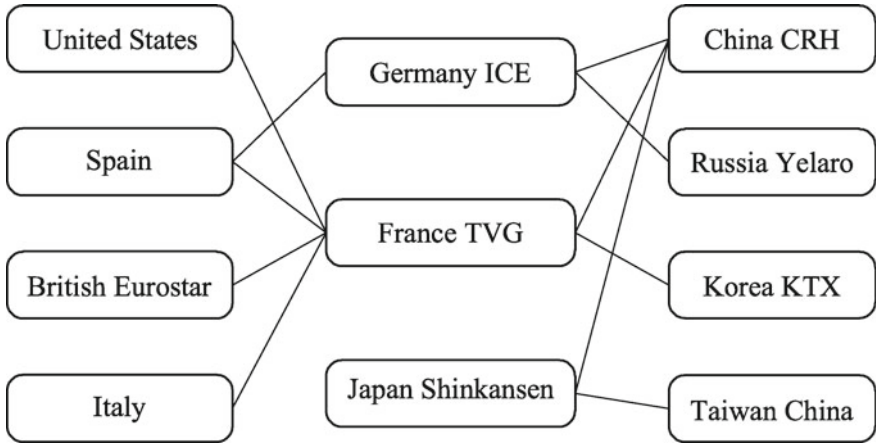 United States
Germany ICE
China CRH
Spain
Russia Yelaro
France TVG
British Eurostar
Korea KTX
Japan Shinkansen
Italy
Taiwan China